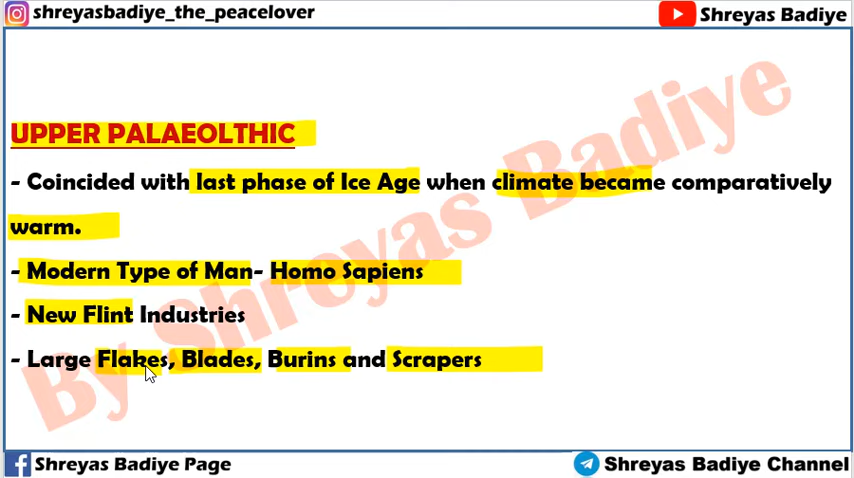 shreyasbadiye_the_peacelover
Shreyas Badiye
UPPER PALAEOLTHIC
- Coincided with last phase of Ice Age when climate became comparatively
warm.
- Modern Type of Man- Homo Sapiens
- New Flint Industries
- Large Flakes, Blades, Burins and Scrapers
By Shreyas Badiye
Shreyas Badiye Page
Shreyas Badiye Channel